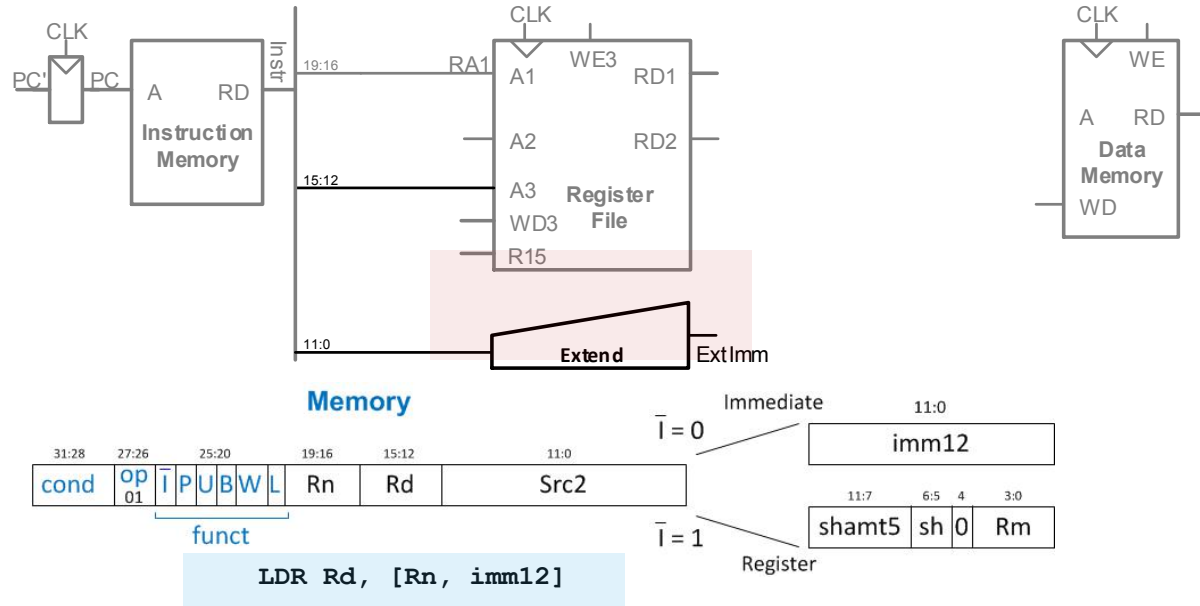 CLK
CLK
CLK
PC'
PC
A
RD
Instruction
Memory
Instr
19:16
RA1
A1
WE3
RD1
A2
RD2
15:12
A3
Register
File
WD3
R15
WE
A
RD
Data
Memory
WD
11:0
Extend
ExtImm
Memory
31:28
27:26
25:20
19:16
15:12
11:0
cond
op
01
I̅
P
U
B
W
L
Rn
Rd
Src2
funct
I̅ = 0
Immediate
11:0
imm12
I̅ = 1
Register
11:7
6:5
4
3:0
shamt5
sh
0
Rm
LDR Rd, [Rn, imm12]